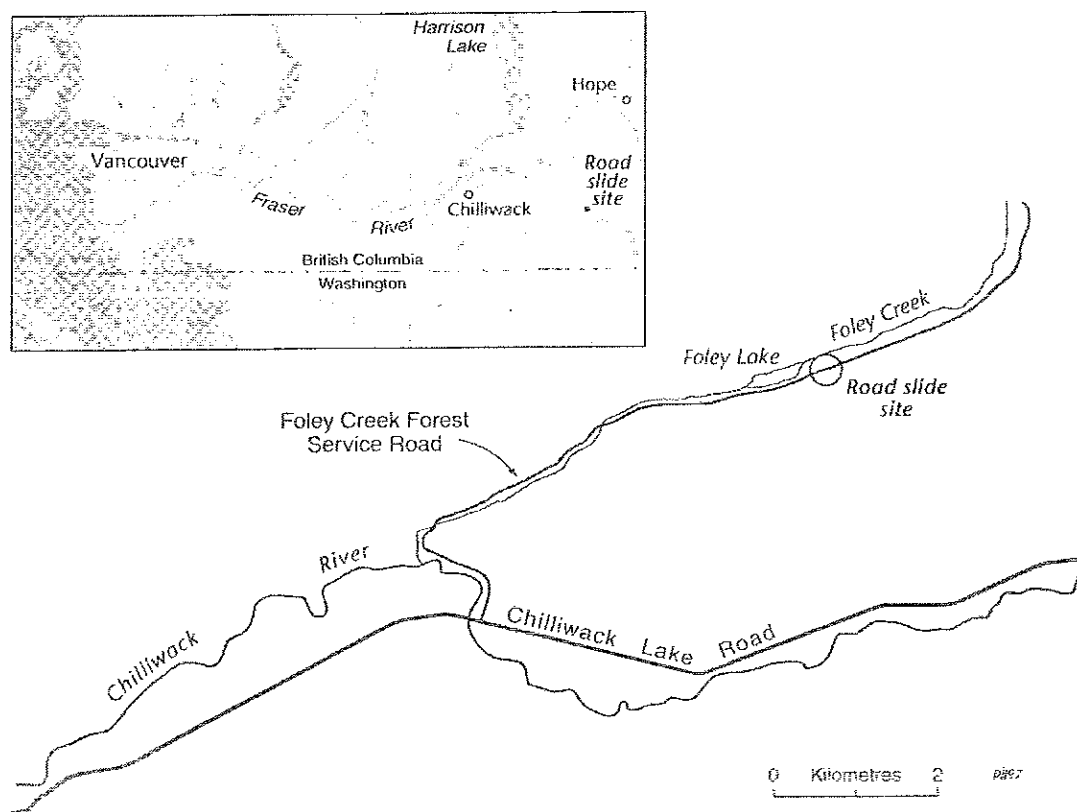 Harrison
Lake
Hope
Vancouver
Road
slide
site
Fraser
River
Chilliwack
British Columbia
Washington
Foley Creek
Foley Lake
Road slide
site
Foley Creek Forest
Service Road
River
Chilliwack
Chilliwack Lake Road
0 Kilometres 2